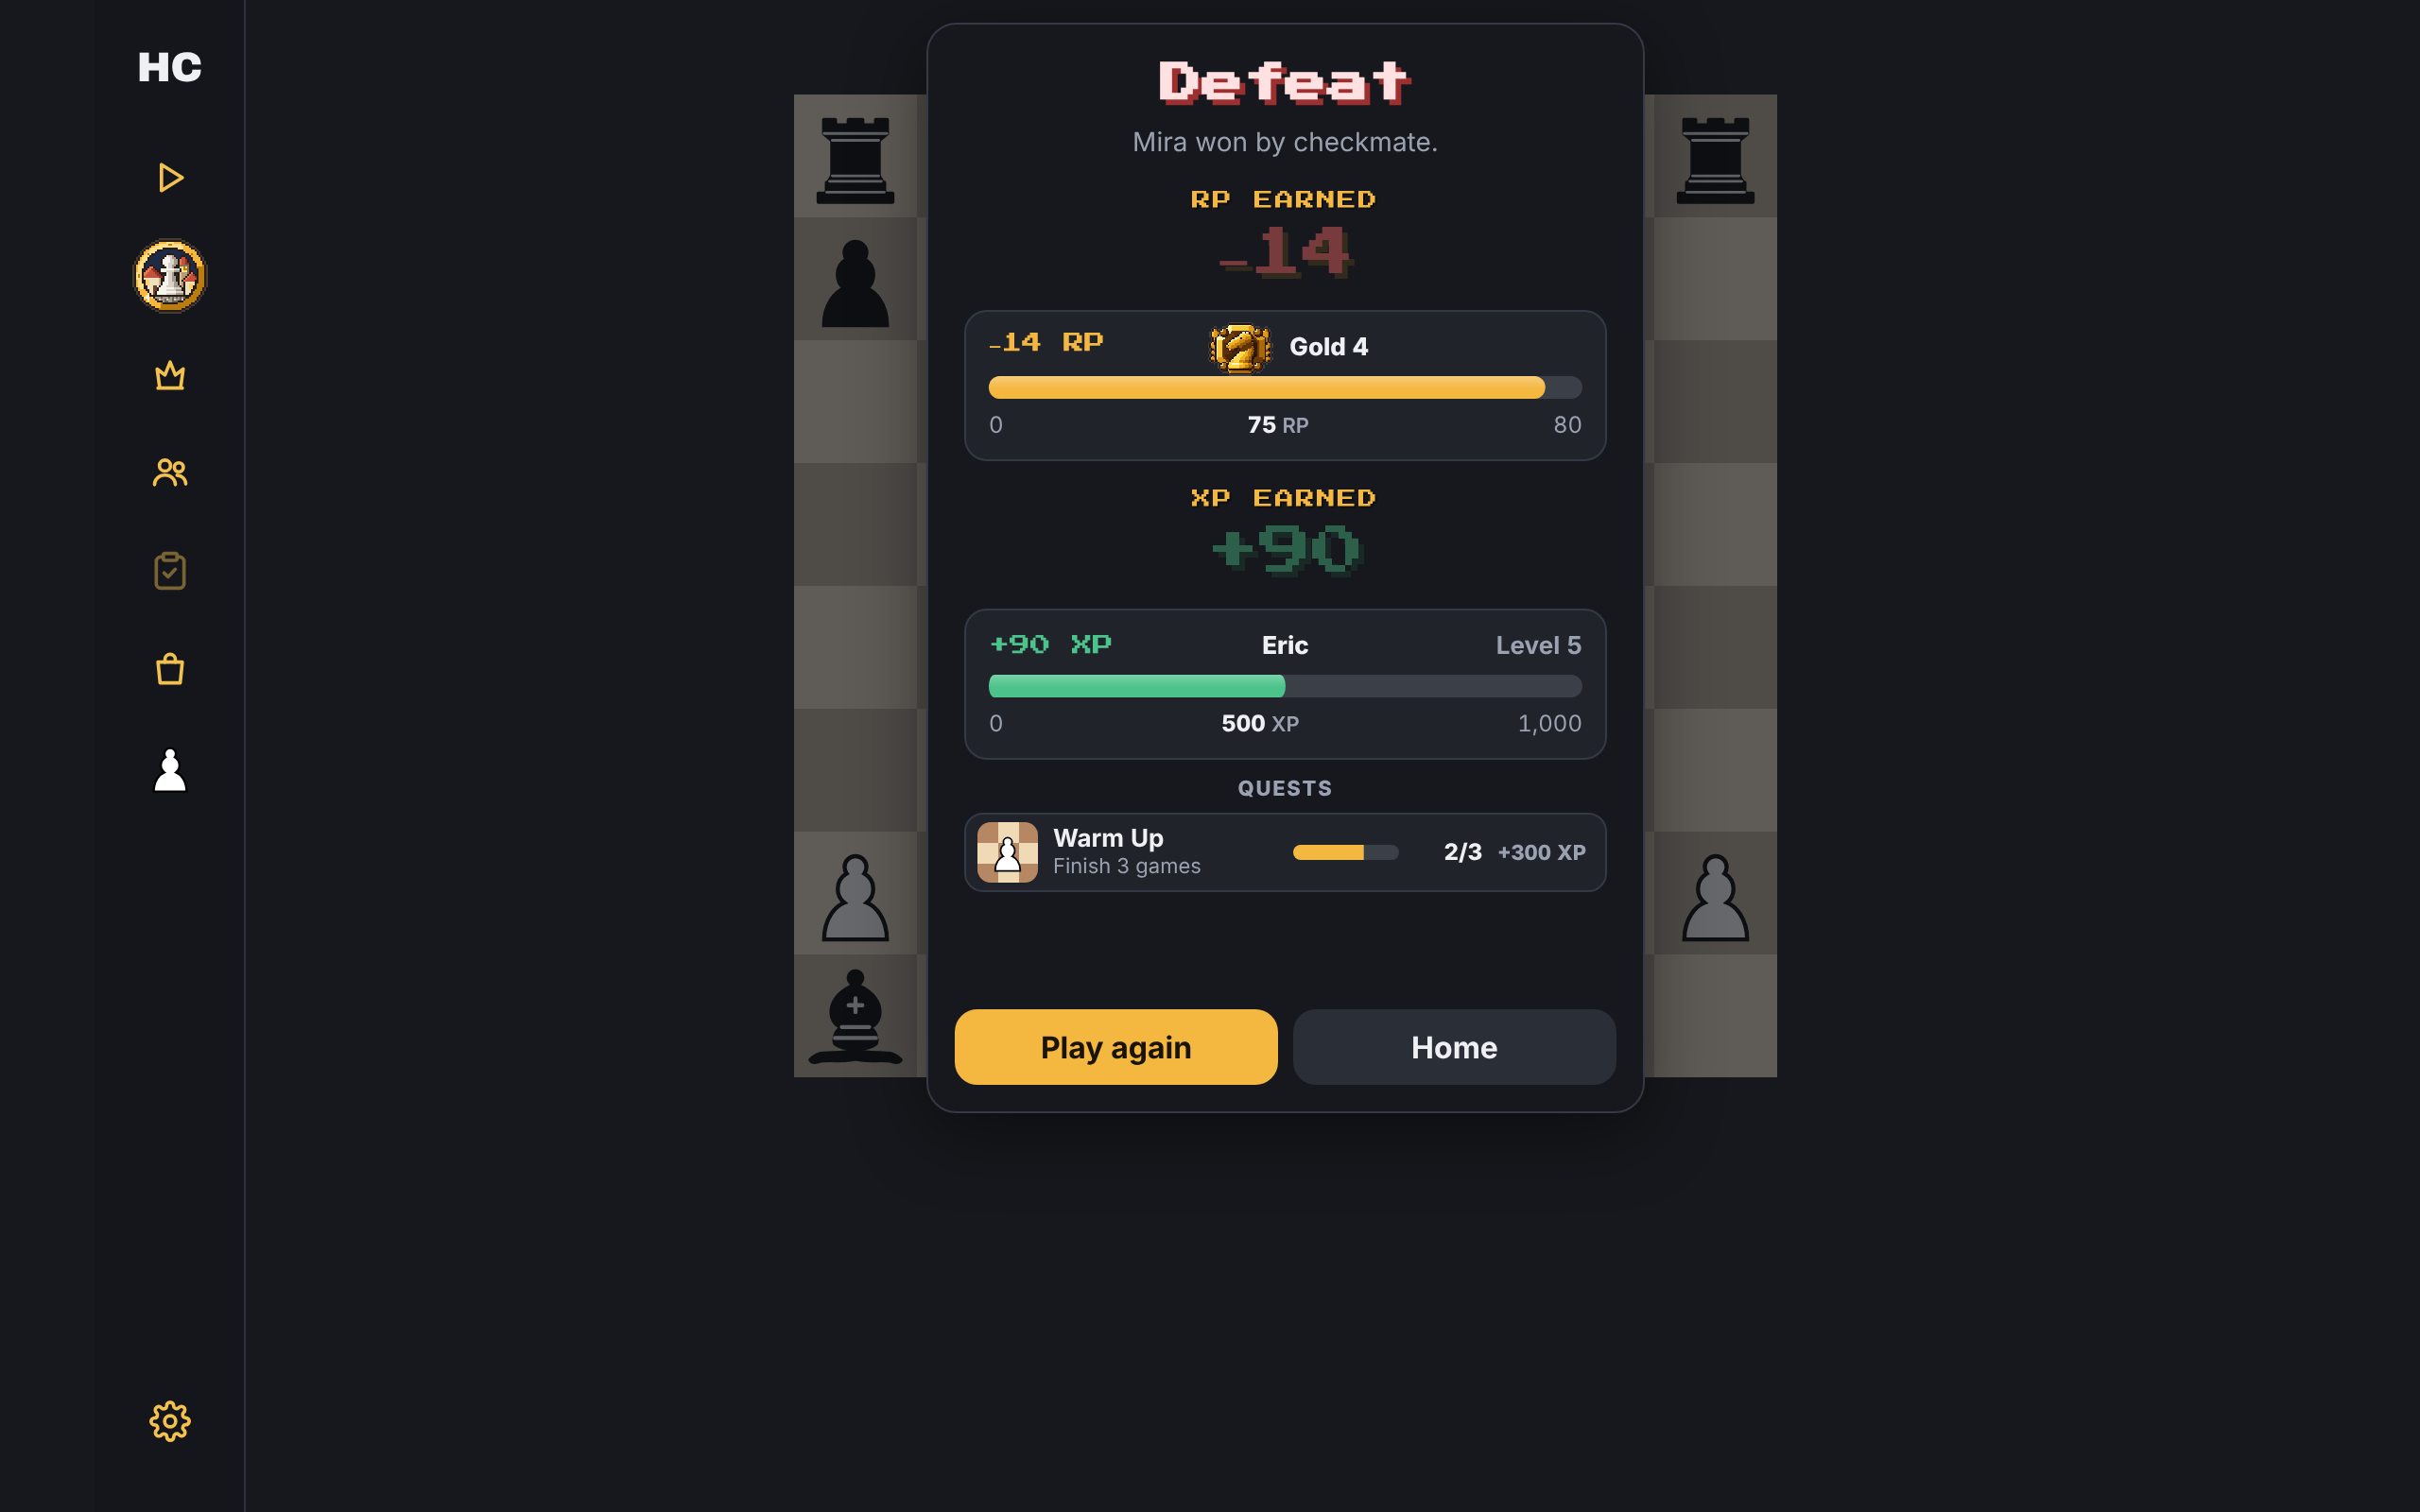 HC
Defeat
Mira won by checkmate.
RP EARNED
-14
-14 RP Gold 4
0 75 RP 80
XP EARNED
+90
+90 XP Eric Level 5
0 500 XP 1,000
QUESTS
Warm Up
Finish 3 games
2/3 +300 XP
Play again Home